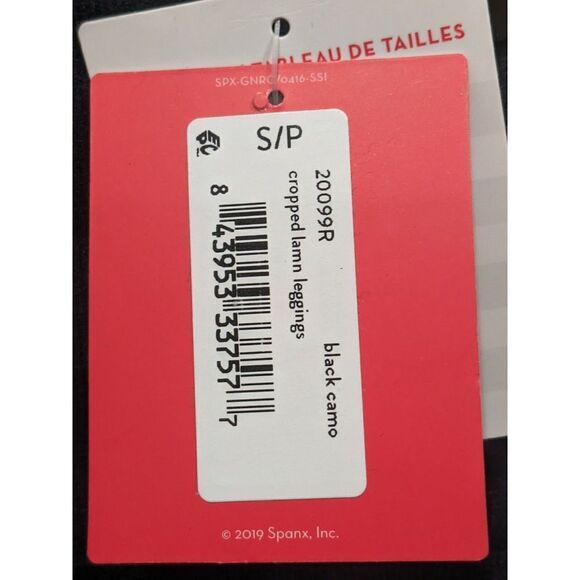 TABLEAU DE TAILLES
SPX-GNRC/0416-SSI
S/P
20099R
black camo
cropped lamn leggings
8 43953 33757 7
© 2019 Spanx, Inc.